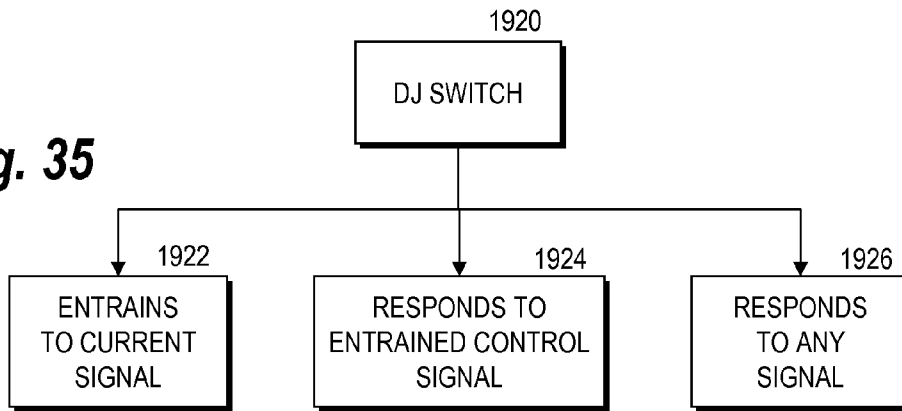 1920
DJ SWITCH
g. 35
1922
ENTRAINS
TO CURRENT
SIGNAL
1924
RESPONDS TO
ENTRAINED CONTROL
SIGNAL
1926
RESPONDS
TO ANY
SIGNAL